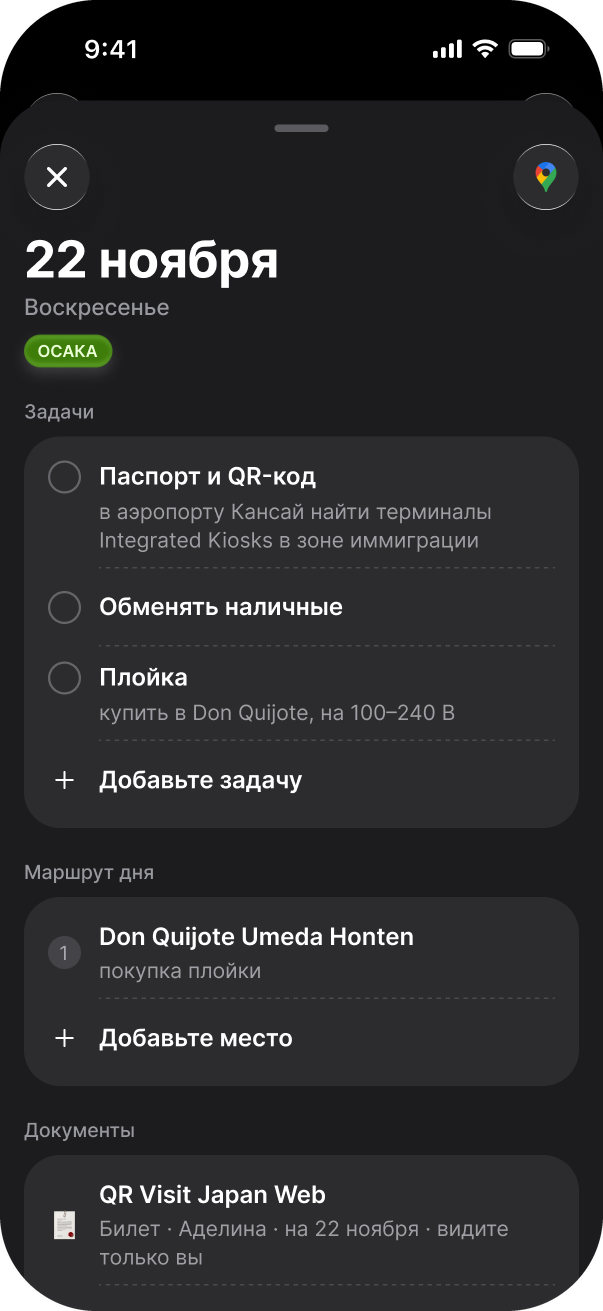 9:41
22 ноября
Воскресенье
ОСАКА
Задачи
Паспорт и QR-код
в аэропорту Кансай найти терминалы
Integrated Kiosks в зоне иммиграции
Обменять наличные
Плойка
купить в Don Quijote, на 100–240 В
+ Добавьте задачу
Маршрут дня
1 Don Quijote Umeda Honten
покупка плойки
+ Добавьте место
Документы
QR Visit Japan Web
Билет · Аделина · на 22 ноября · видите
только вы